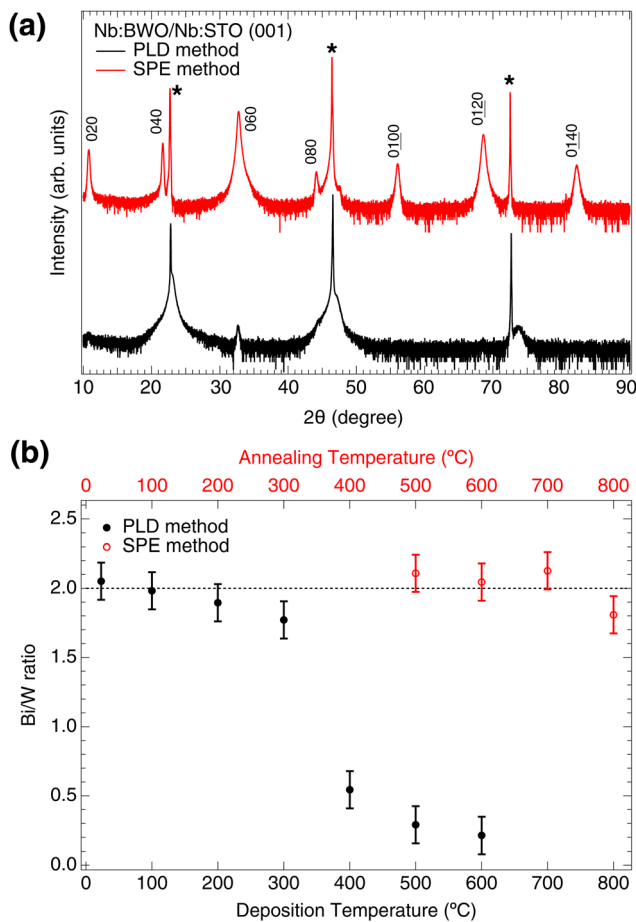 (a)
Nb:BWO/Nb:STO (001)
PLD method
SPE method
*
*
*
020
040
060
080
0100
0120
0140
Intensity (arb. units)
10 20 30 40 50 60 70 80 90
2θ (degree)
(b)
Annealing Temperature (ºC)
0 100 200 300 400 500 600 700 800
PLD method
SPE method
2.5
2.0
1.5
1.0
0.5
0.0
Bi/W ratio
0 100 200 300 400 500 600 700 800
Deposition Temperature (ºC)